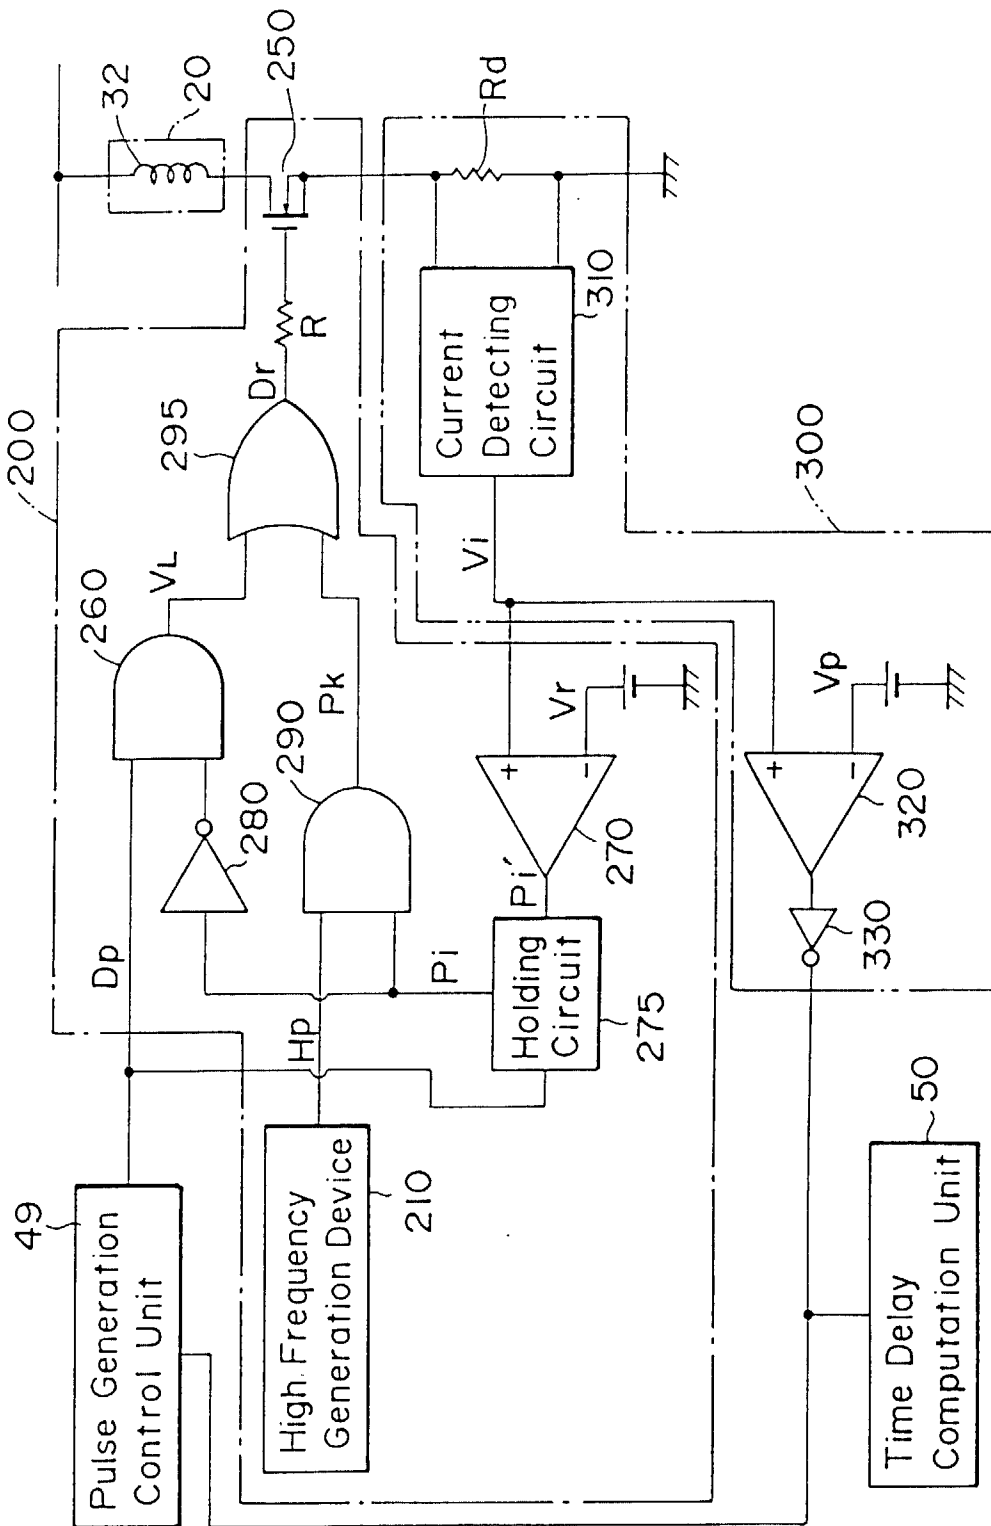 49
Pulse Generation
Control Unit
High Frequency
Generation Device
210
Dp
Hp
280
260
VL
290
Pk
Pi
295
Dr
R
200
32
20
250
Rd
Current
Detecting
Circuit
310
Vi
300
Vr
+
−
270
Pi′
Holding
Circuit
275
Vp
+
−
320
330
50
Time Delay
Computation Unit